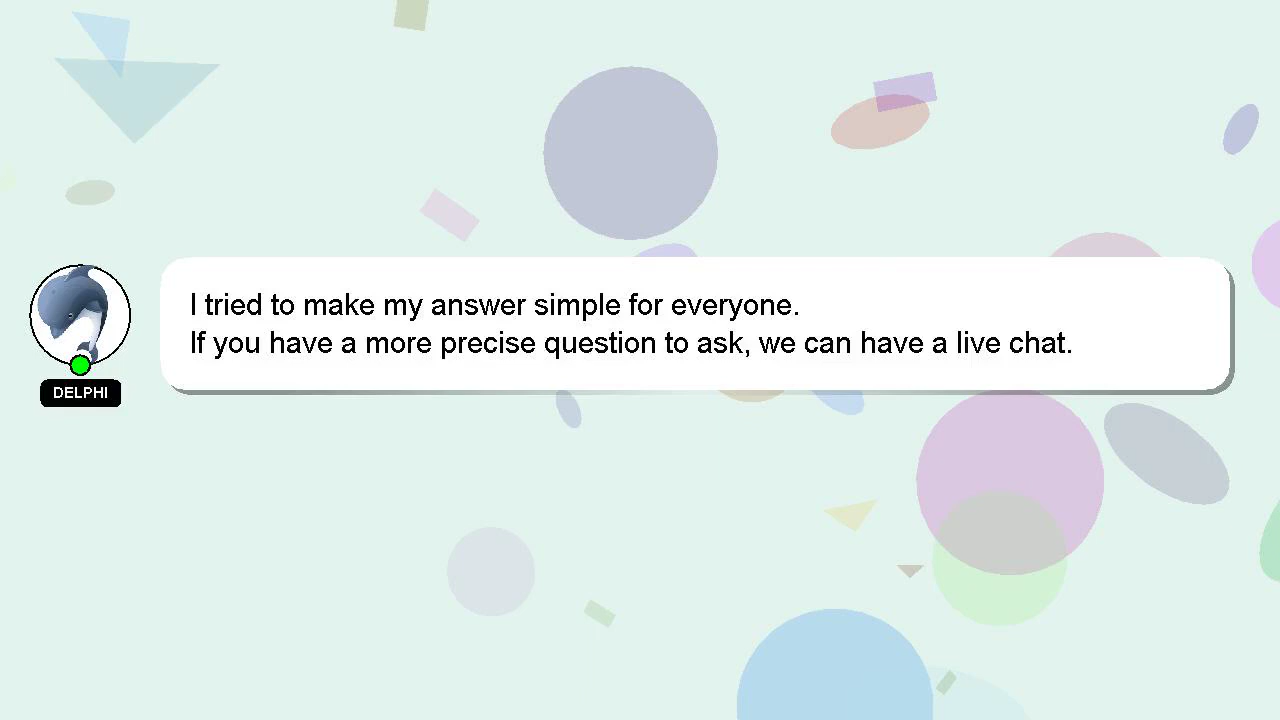 I tried to make my answer simple for everyone.
If you have a more precise question to ask, we can have a live chat.
DELPHI